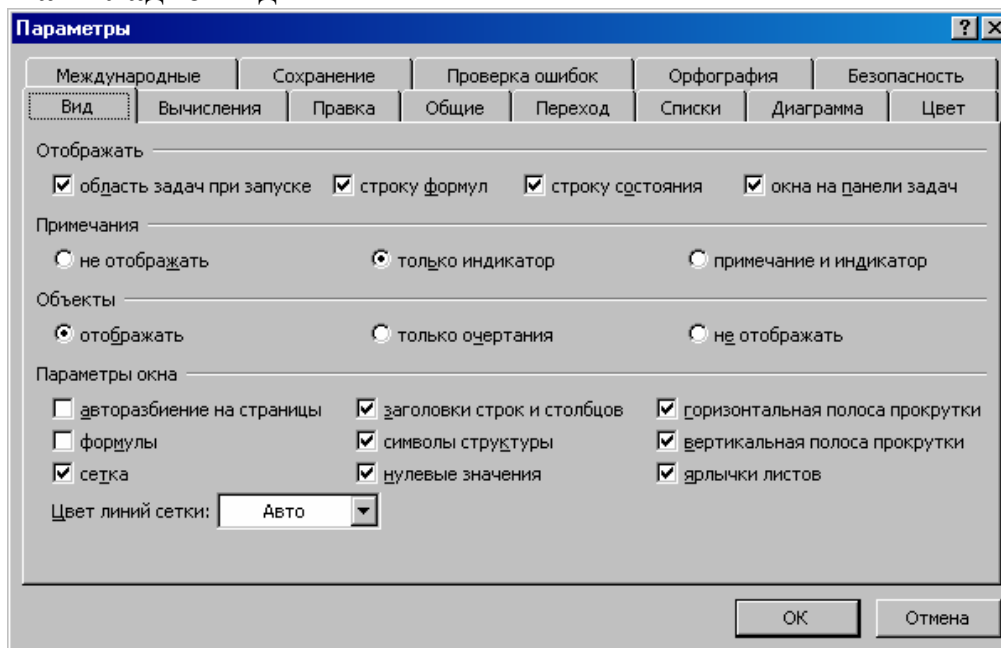 Параметры
Международные Сохранение Проверка ошибок Орфография Безопасность
Вид Вычисления Правка Общие Переход Списки Диаграмма Цвет
Отображать
область задач при запуске строку формул строку состояния окна на панели задач
Примечания
не отображать только индикатор примечание и индикатор
Объекты
отображать только очертания не отображать
Параметры окна
авторазбиение на страницы заголовки строк и столбцов горизонтальная полоса прокрутки
формулы символы структуры вертикальная полоса прокрутки
сетка нулевые значения ярлычки листов
Цвет линий сетки: Авто
ОК Отмена